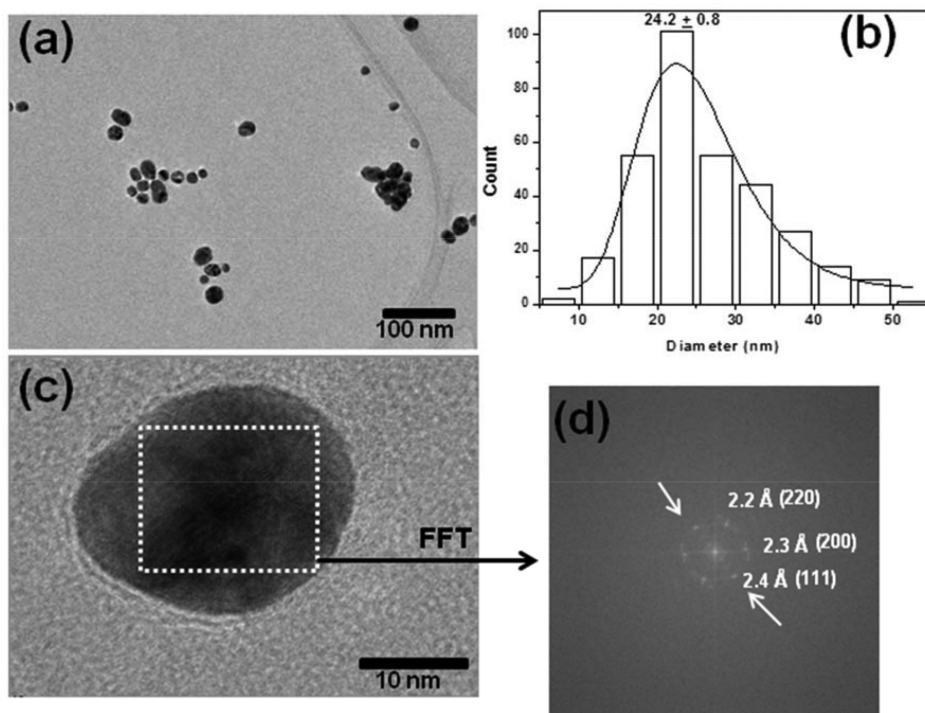 (a)
100 nm
24.2 ± 0.8
(b)
100
80
60
40
20
0
Count
10
20
30
40
50
Diameter (nm)
(c)
FFT
10 nm
(d)
2.2 Å (220)
2.3 Å (200)
2.4 Å (111)